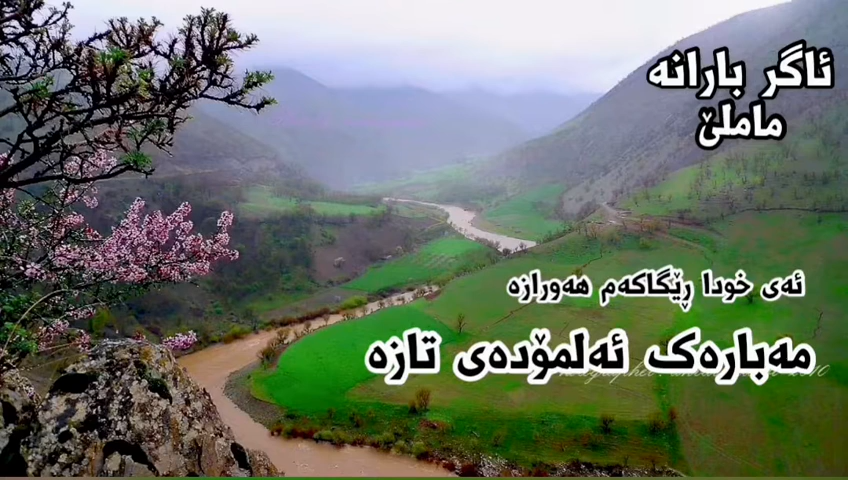 ئاگر بارانە
ماملێ
ئەی خودا ڕێگاکەم هەورازە
مەبارەک ئەلمۆدەی تازە